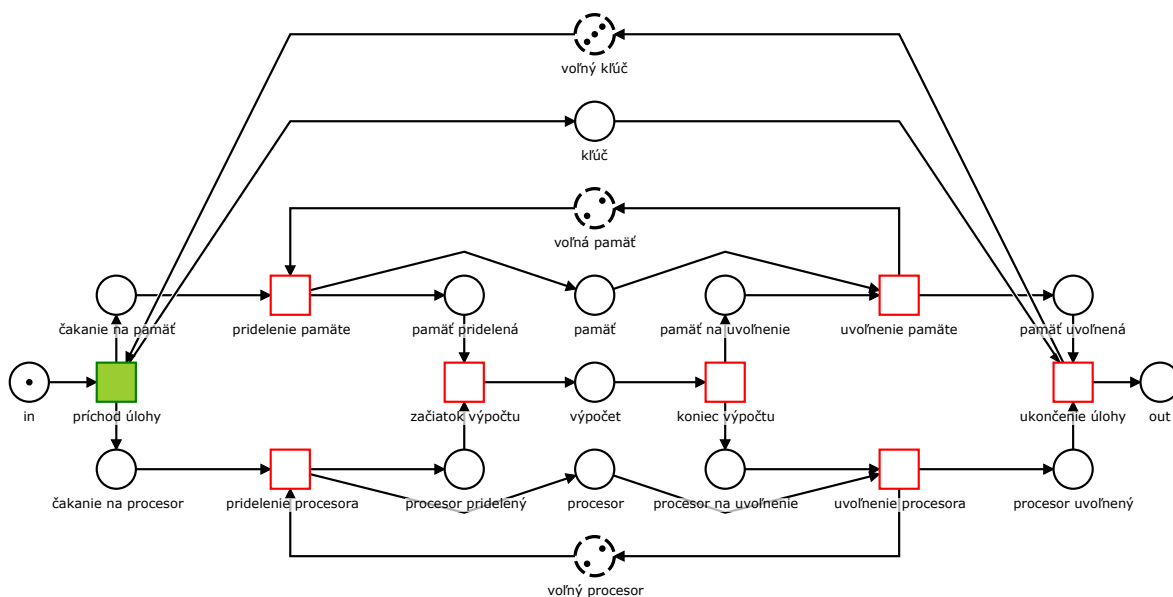 voľný kľúč
kľúč
voľná pamäť
čakanie na pamäť
pridelenie pamäte
pamäť pridelená
pamäť
pamäť na uvoľnenie
uvoľnenie pamäte
pamäť uvoľnená
in
príchod úlohy
začiatok výpočtu
výpočet
koniec výpočtu
ukončenie úlohy
out
čakanie na procesor
pridelenie procesora
procesor pridelený
procesor
procesor na uvoľnenie
uvoľnenie procesora
procesor uvoľnený
voľný procesor